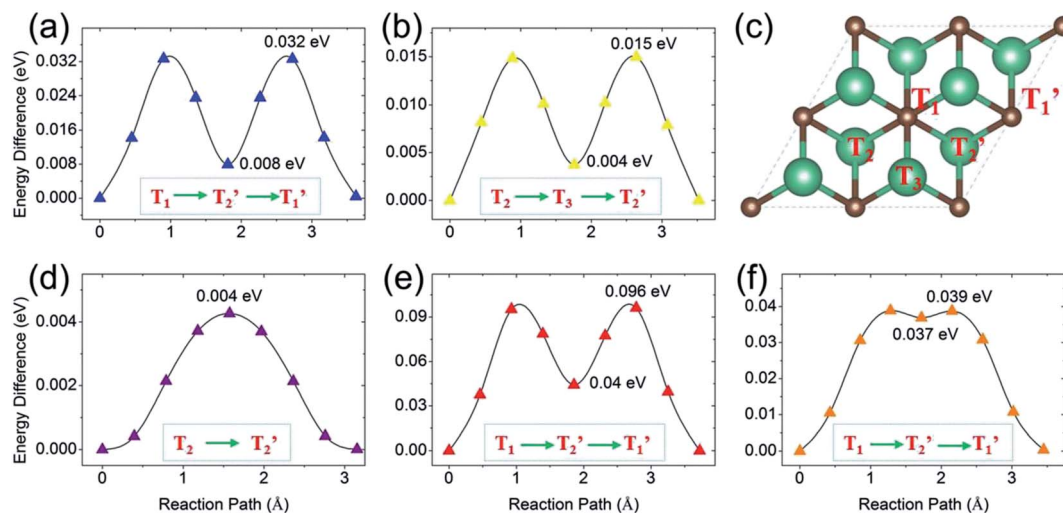 (a)
Energy Difference (eV)
0.032
0.024
0.016
0.008
0.000
0.032 eV
0.008 eV
T₁ → T₂' → T₁'
0 1 2 3
(b)
0.015
0.010
0.005
0.000
0.015 eV
0.004 eV
T₂ → T₃ → T₂'
0 1 2 3
(c)
T₁
T₁'
T₂
T₂'
T₃
(d)
Energy Difference (eV)
0.006
0.004
0.002
0.000
0.004 eV
T₂ → T₂'
0 1 2 3
Reaction Path (Å)
(e)
0.12
0.09
0.06
0.03
0.00
0.096 eV
0.04 eV
T₁ → T₂' → T₁'
0 1 2 3
Reaction Path (Å)
(f)
0.04
0.03
0.02
0.01
0.00
0.039 eV
0.037 eV
T₁ → T₂' → T₁'
0 1 2 3
Reaction Path (Å)